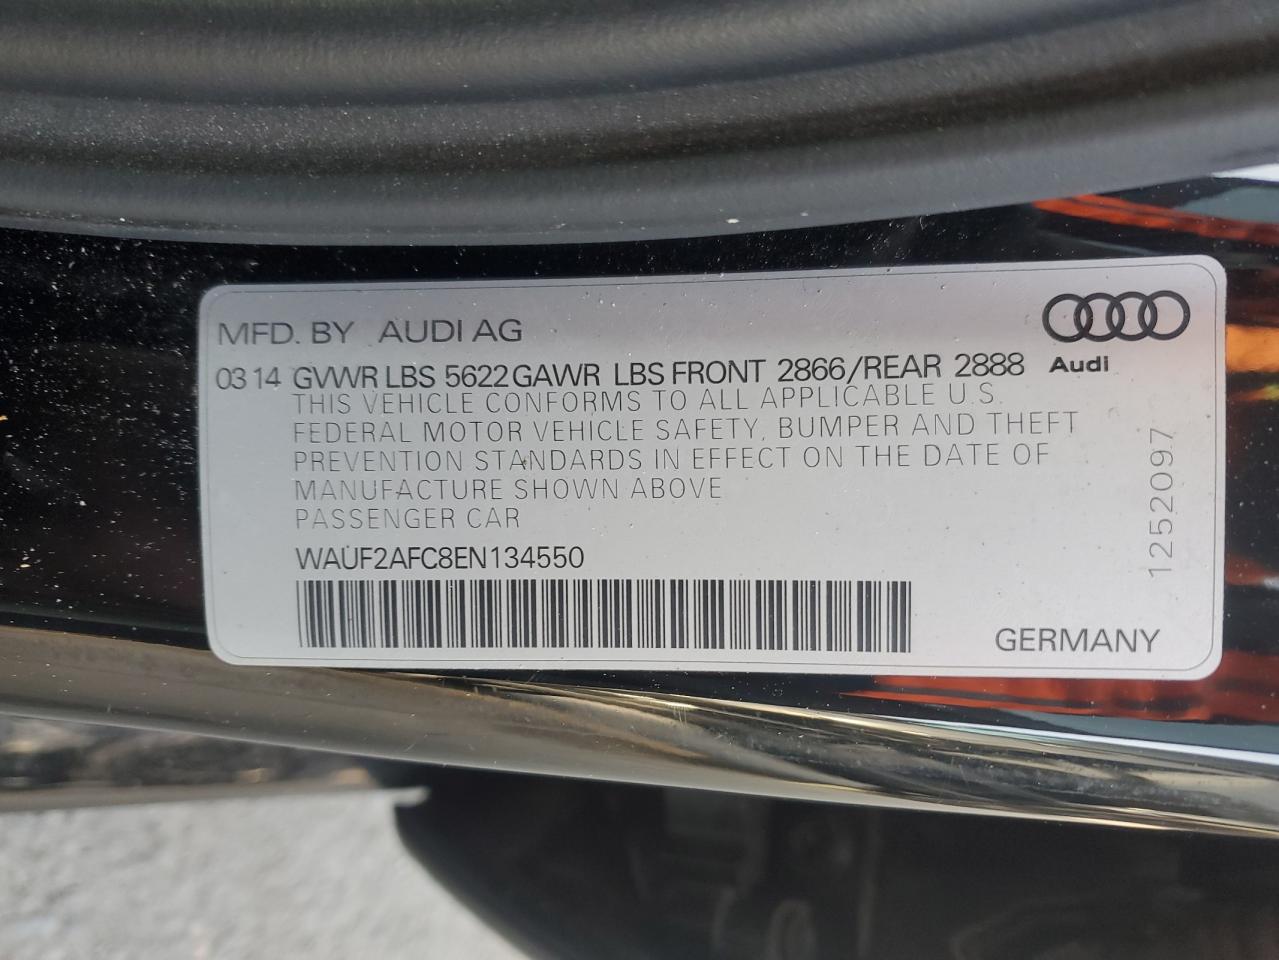 MFD. BY AUDI AG
03 14 GVWR LBS 5622 GAWR LBS FRONT 2866/REAR 2888
Audi
THIS VEHICLE CONFORMS TO ALL APPLICABLE U.S.
FEDERAL MOTOR VEHICLE SAFETY, BUMPER AND THEFT
PREVENTION STANDARDS IN EFFECT ON THE DATE OF
MANUFACTURE SHOWN ABOVE
PASSENGER CAR
WAUF2AFC8EN134550
1252097
GERMANY